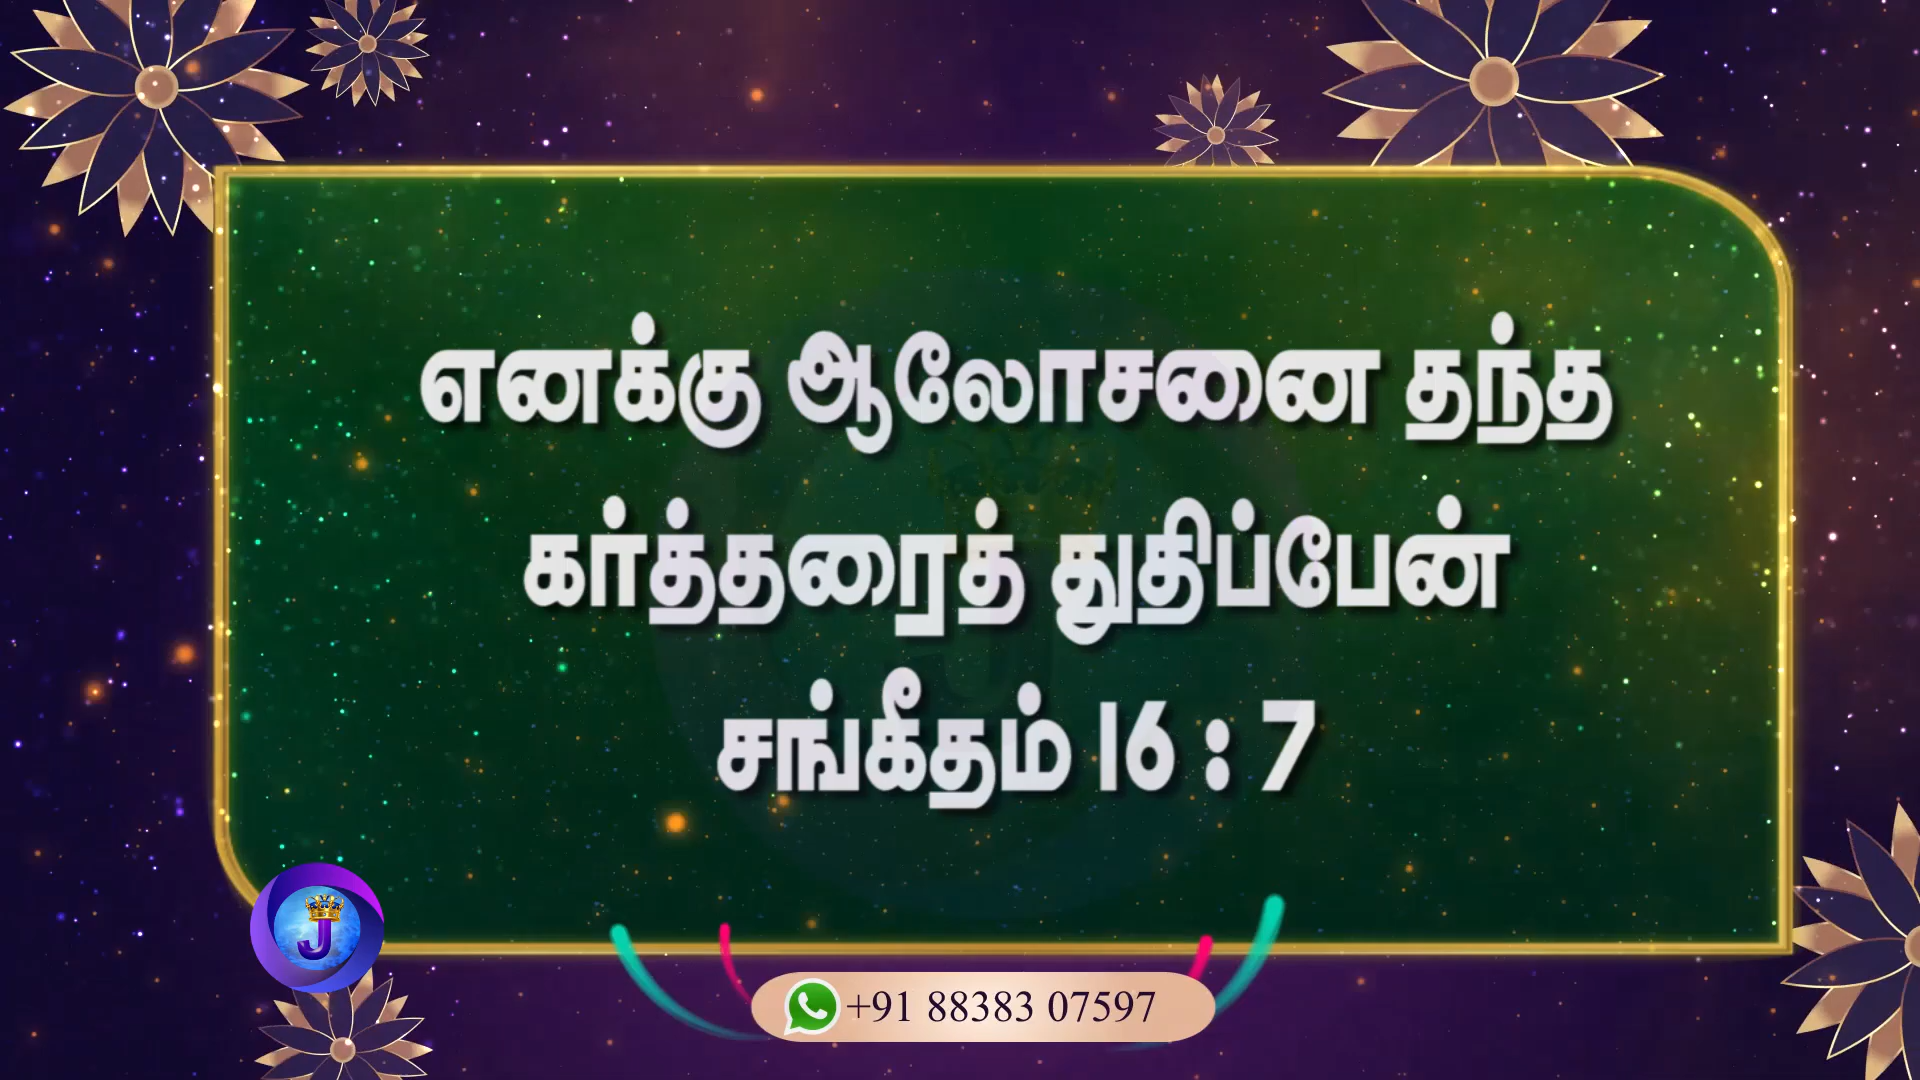 எனக்கு ஆலோசனை தந்த
கர்த்தரைத் துதிப்பேன்
சங்கீதம் 16 : 7
J
+91 88383 07597